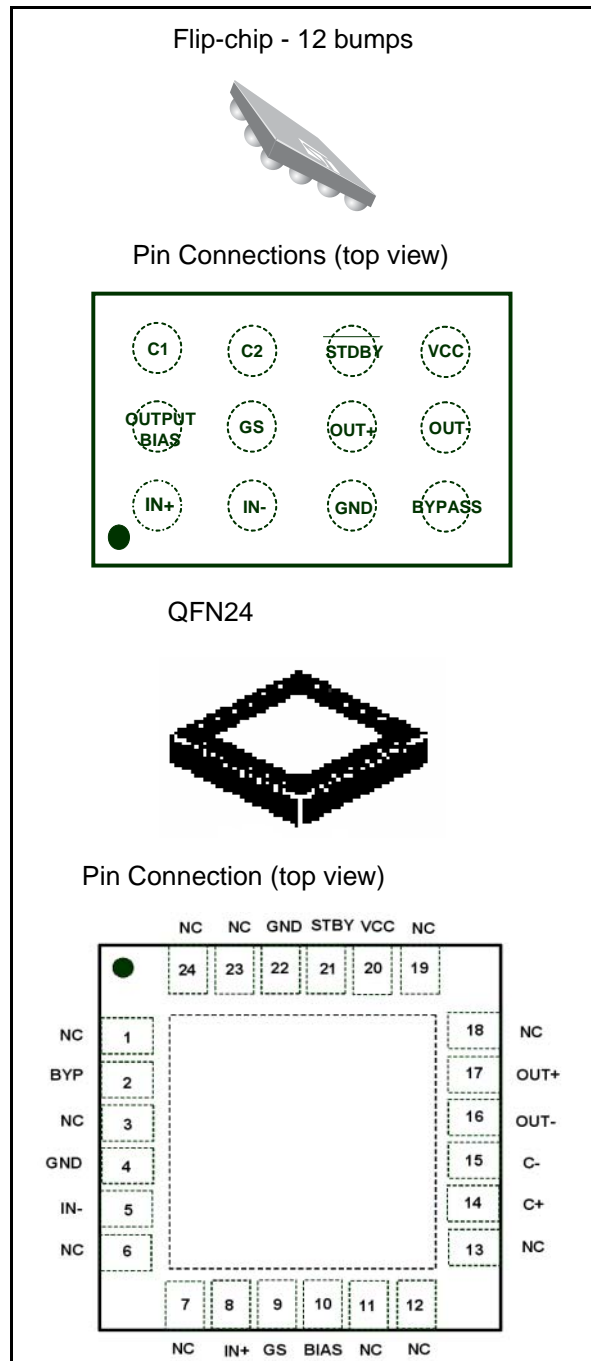 Flip-chip - 12 bumps
Pin Connections (top view)
C1 C2 STDBY VCC
OUTPUT BIAS GS OUT+ OUT-
IN+ IN- GND BYPASS
QFN24
Pin Connection (top view)
NC NC GND STBY VCC NC
24 23 22 21 20 19
NC 1 18 NC
BYP 2 17 OUT+
NC 3 16 OUT-
GND 4 15 C-
IN- 5 14 C+
NC 6 13 NC
7 8 9 10 11 12
NC IN+ GS BIAS NC NC